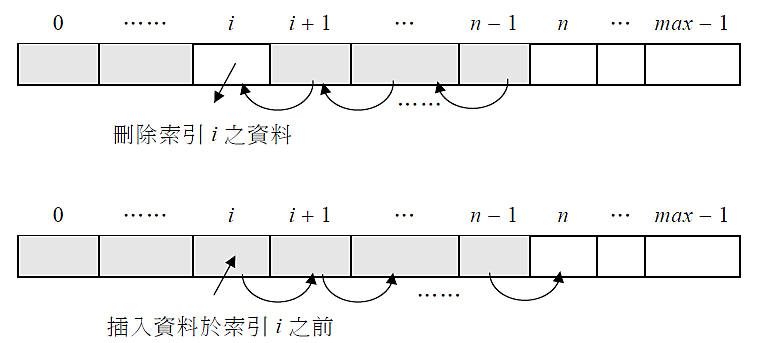 0 …… i i + 1 … n − 1 n … max − 1
……
刪除索引 i 之資料
0 …… i i + 1 … n − 1 n … max − 1
……
插入資料於索引 i 之前